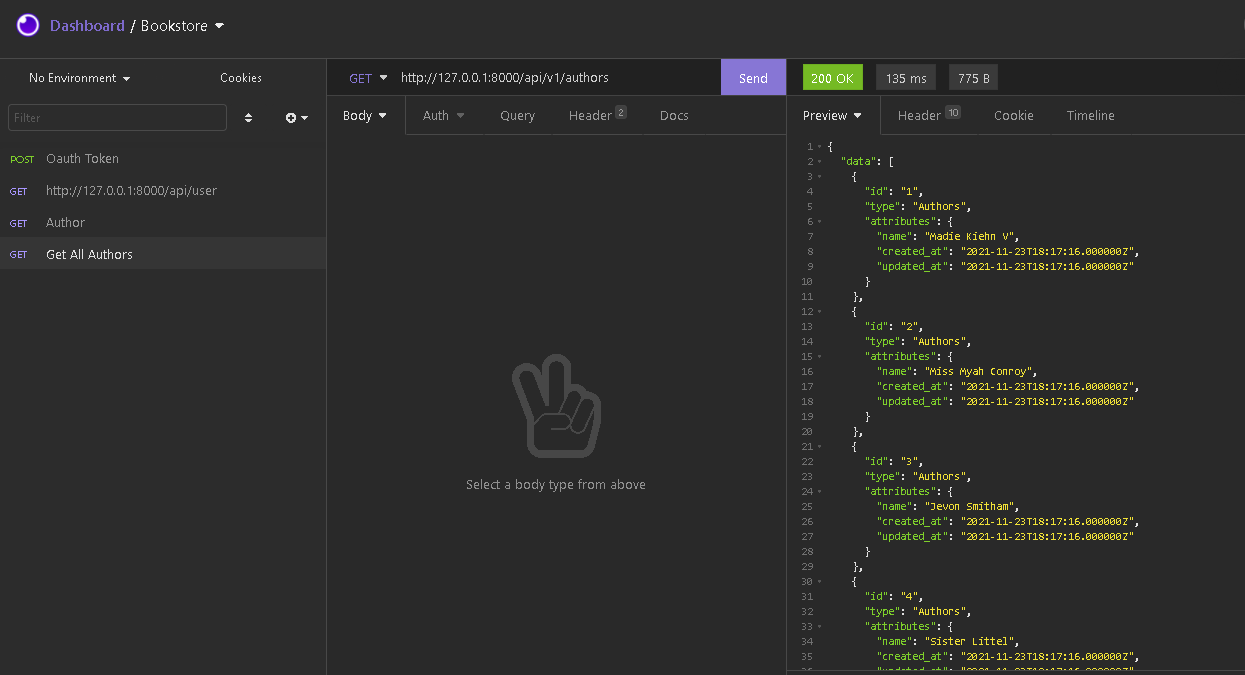 Dashboard / Bookstore
No Environment Cookies
Filter
POST Oauth Token
GET http://127.0.0.1:8000/api/user
GET Author
GET Get All Authors
GET http://127.0.0.1:8000/api/v1/authors Send
Body Auth Query Header 2 Docs
Select a body type from above
200 OK 135 ms 775 B
Preview Header 10 Cookie Timeline
1 {
2 "data": [
3 {
4 "id": "1",
5 "type": "Authors",
6 "attributes": {
7 "name": "Madie Kiehn V",
8 "created_at": "2021-11-23T18:17:16.000000Z",
9 "updated_at": "2021-11-23T18:17:16.000000Z"
10 }
11 },
12 {
13 "id": "2",
14 "type": "Authors",
15 "attributes": {
16 "name": "Miss Myah Conroy",
17 "created_at": "2021-11-23T18:17:16.000000Z",
18 "updated_at": "2021-11-23T18:17:16.000000Z"
19 }
20 },
21 {
22 "id": "3",
23 "type": "Authors",
24 "attributes": {
25 "name": "Jevon Smitham",
26 "created_at": "2021-11-23T18:17:16.000000Z",
27 "updated_at": "2021-11-23T18:17:16.000000Z"
28 }
29 },
30 {
31 "id": "4",
32 "type": "Authors",
33 "attributes": {
34 "name": "Sister Littel",
35 "created_at": "2021-11-23T18:17:16.000000Z",